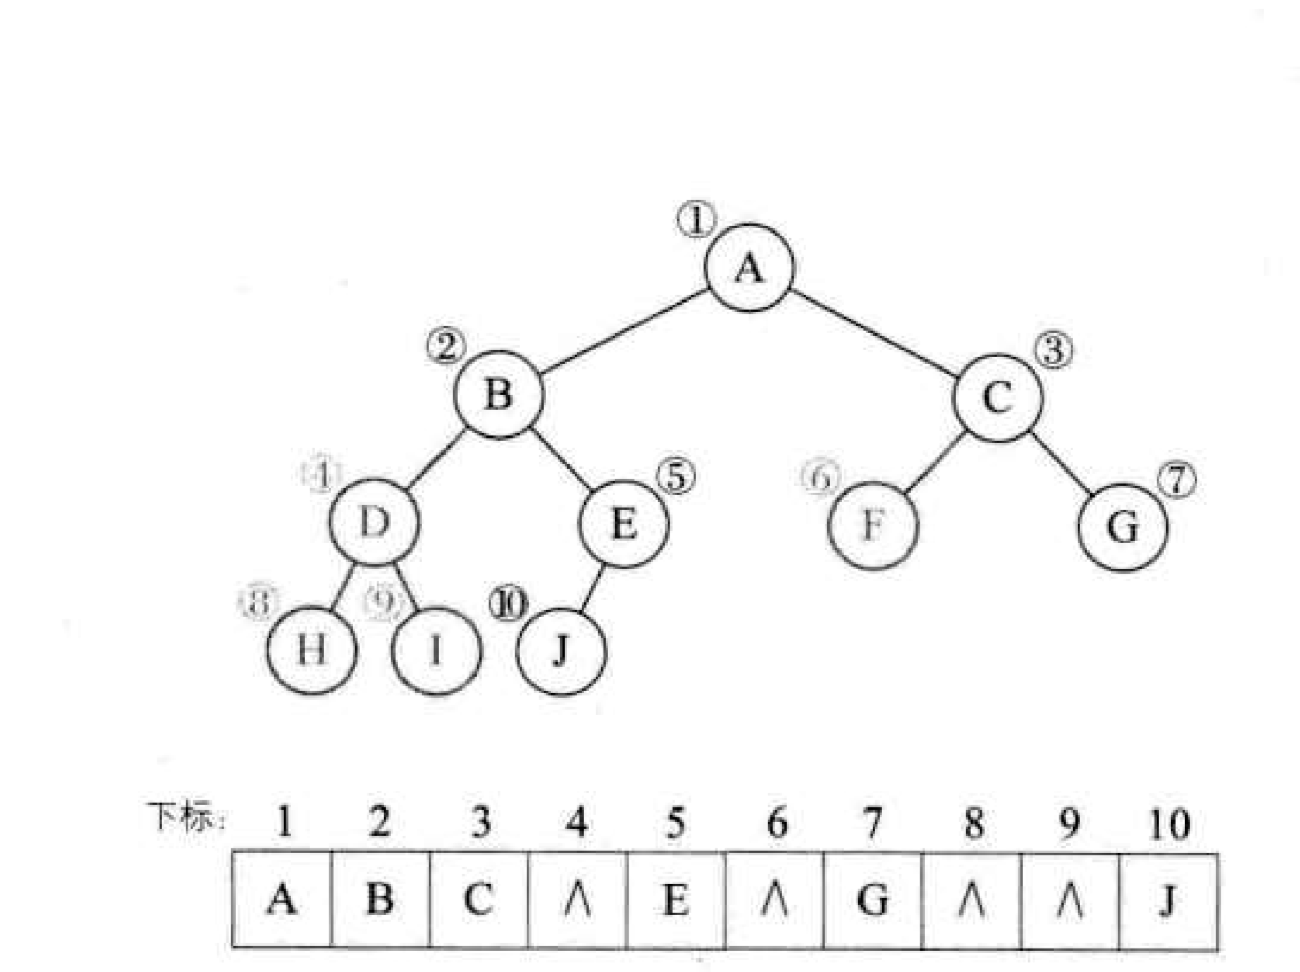 ① A
② B ③ C
④ D ⑤ E ⑥ F ⑦ G
⑧ H ⑨ I ⑩ J
下标: 1 2 3 4 5 6 7 8 9 10
A B C ∧ E ∧ G ∧ ∧ J